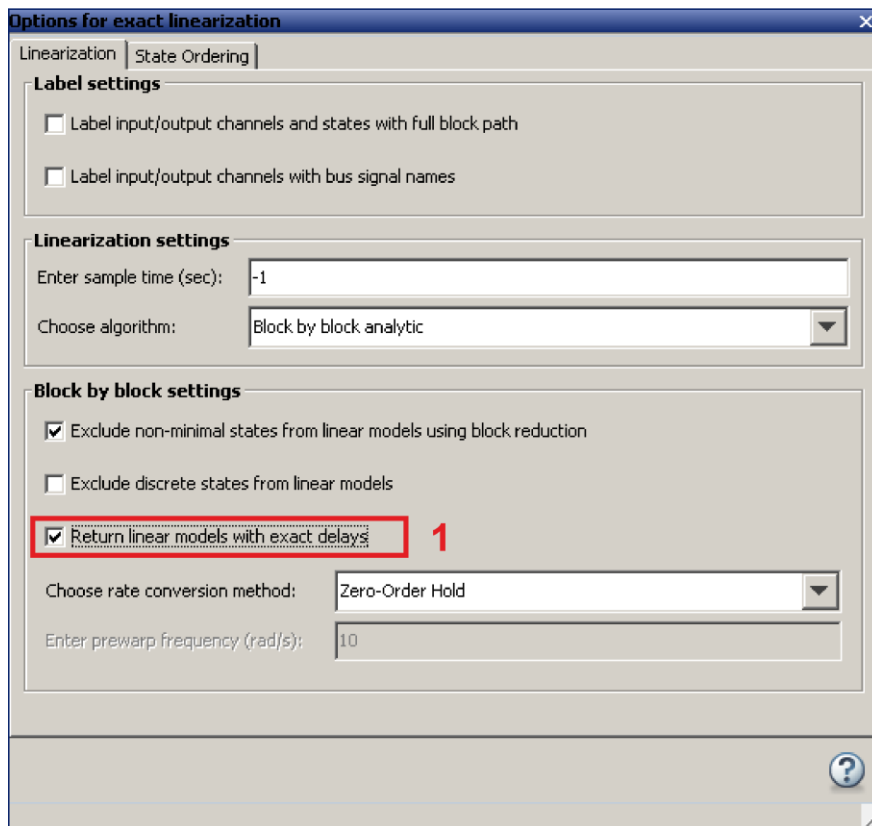 Options for exact linearization
Linearization
State Ordering
Label settings
Label input/output channels and states with full block path
Label input/output channels with bus signal names
Linearization settings
Enter sample time (sec): -1
Choose algorithm: Block by block analytic
Block by block settings
Exclude non-minimal states from linear models using block reduction
Exclude discrete states from linear models
Return linear models with exact delays 1
Choose rate conversion method: Zero-Order Hold
Enter prewarp frequency (rad/s): 10
?